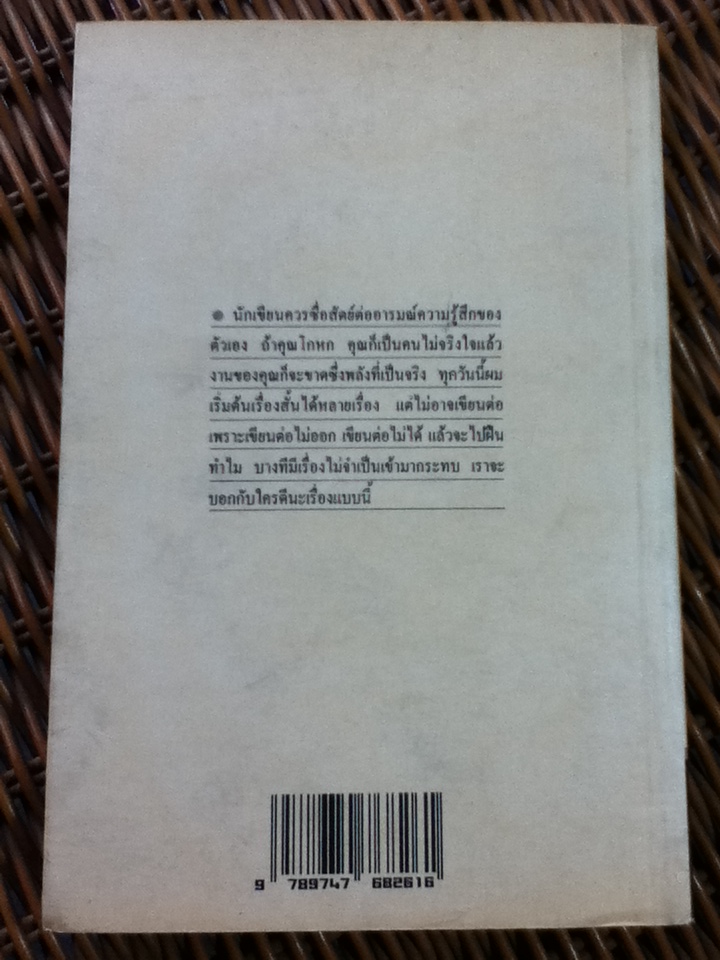 ● นักเขียนควรซื่อสัตย์ต่ออารมณ์ความรู้สึกของ
ตัวเอง ถ้าคุณโกหก คุณก็เป็นคนไม่จริงใจแล้ว
งานของคุณก็จะขาดซึ่งพลังที่เป็นจริง ทุกวันนี้ผม
เริ่มต้นเรื่องสั้นได้หลายเรื่อง แต่ไม่อาจเขียนต่อ
เพราะเขียนต่อไม่ออก เขียนต่อไม่ได้ แล้วจะไปฝืน
ทำไม บางทีมีเรื่องไม่จำเป็นเข้ามากระทบ เราจะ
บอกกับใครดีนะเรื่องแบบนี้
9 789747 682616